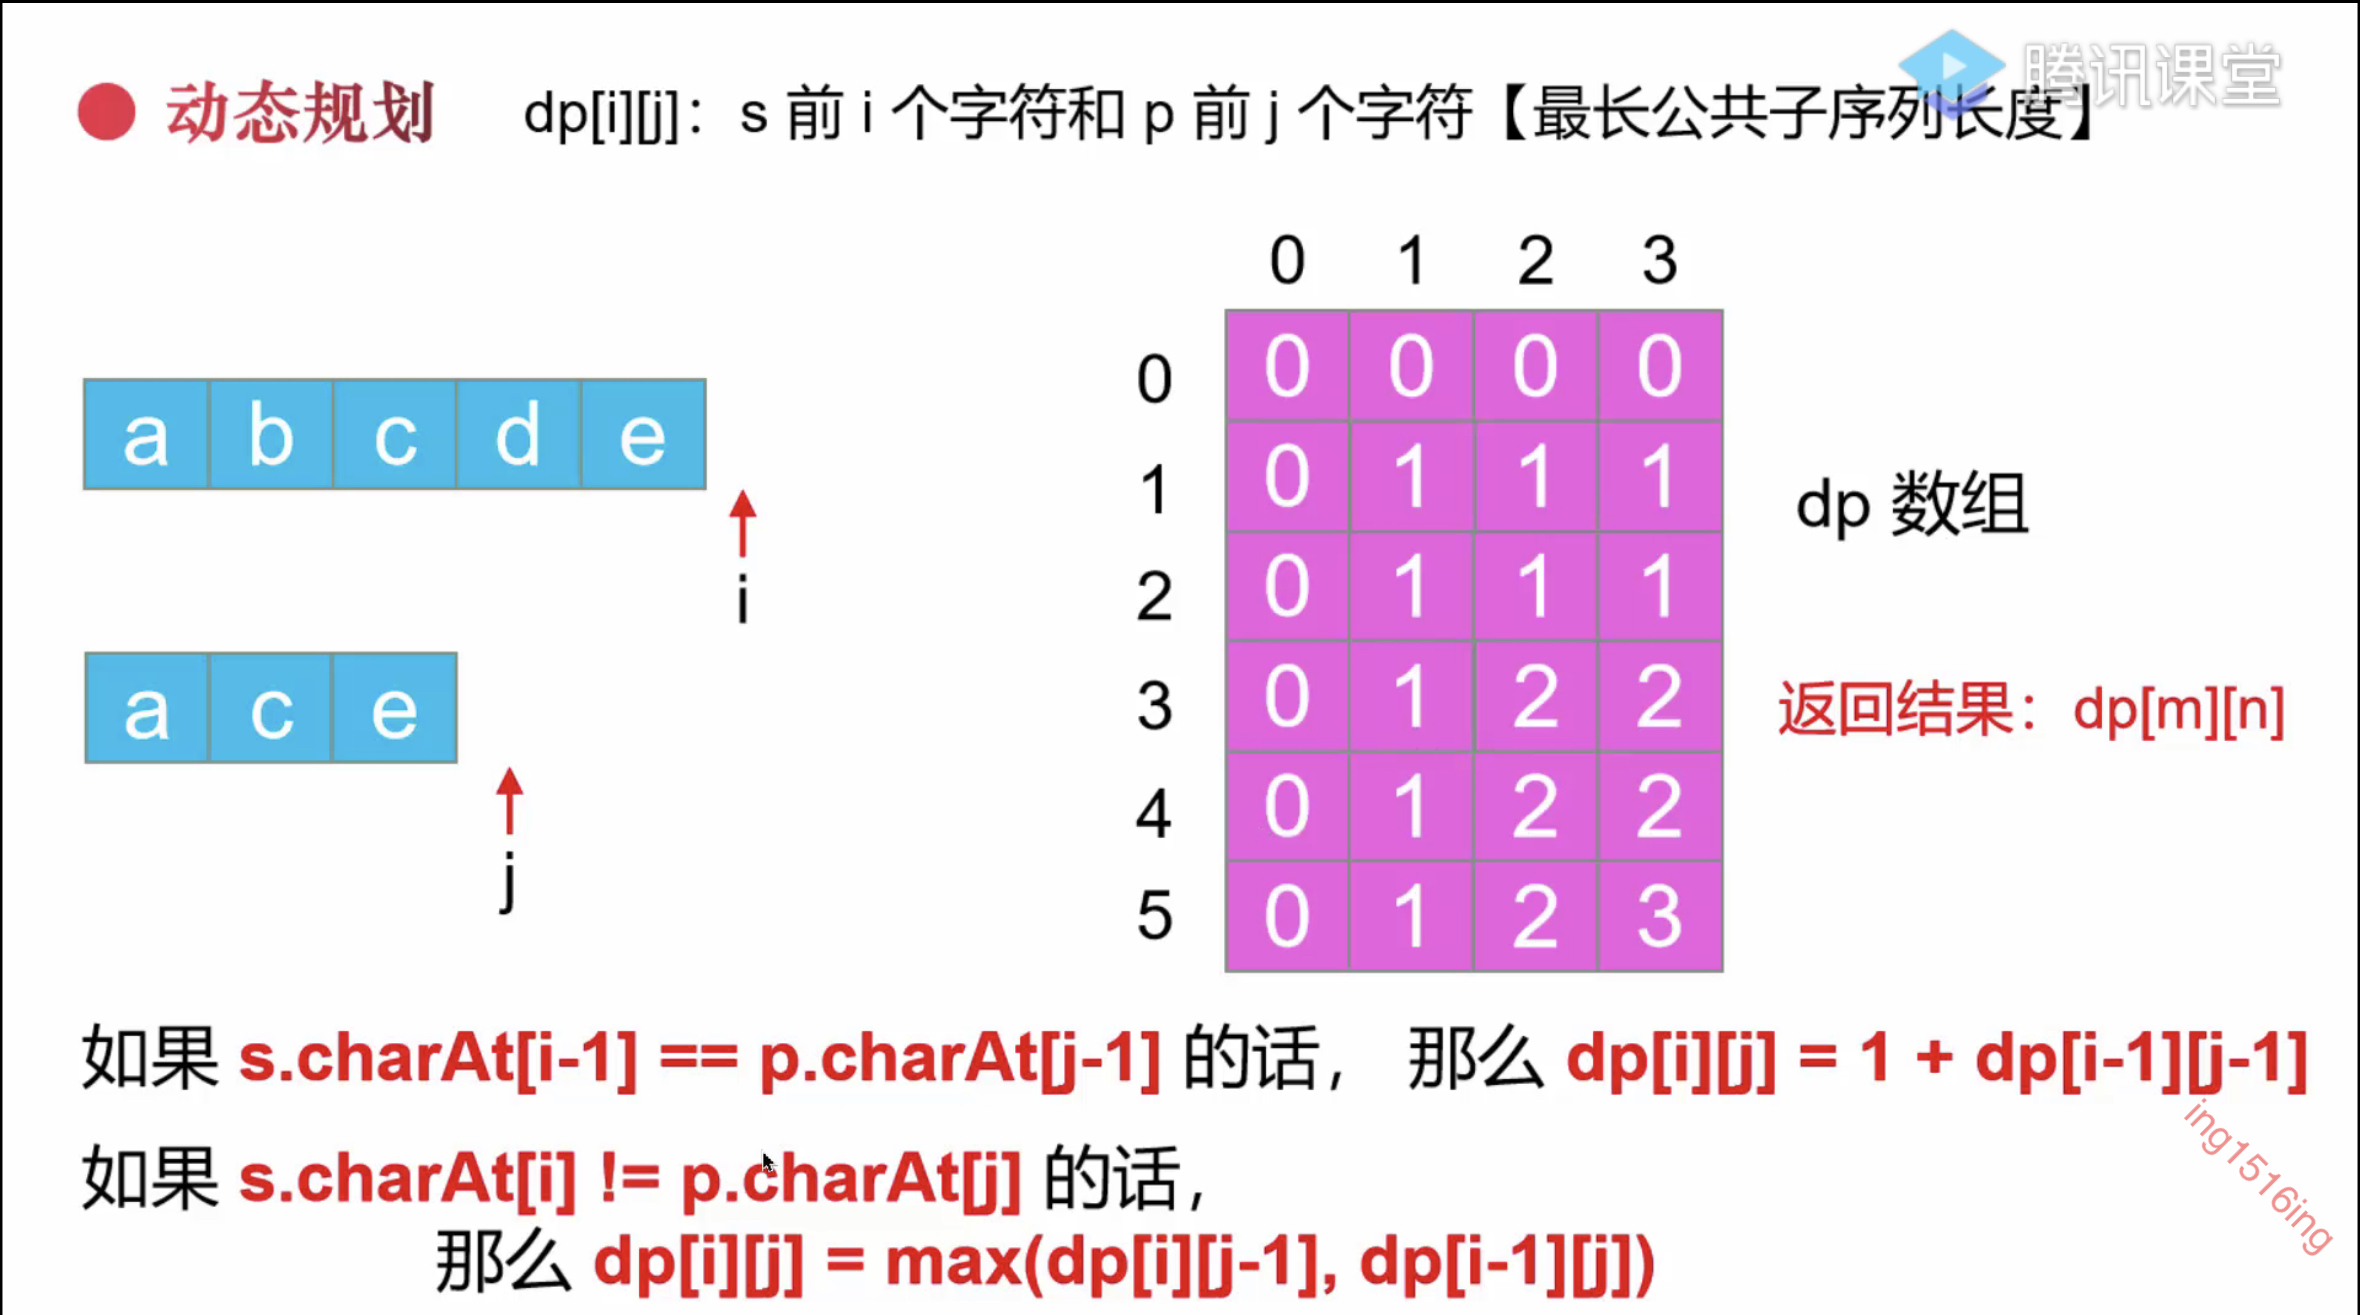 动态规划 dp[i][j]：s 前 i 个字符和 p 前 j 个字符【最长公共子序列长度】
腾讯课堂
0 1 2 3
0 0 0 0 0
a b c d e
1 0 1 1 1
dp 数组
i
2 0 1 1 1
a c e
3 0 1 2 2
返回结果：dp[m][n]
4 0 1 2 2
j
5 0 1 2 3
如果 s.charAt[i-1] == p.charAt[j-1] 的话， 那么 dp[i][j] = 1 + dp[i-1][j-1]
如果 s.charAt[i] != p.charAt[j] 的话，
那么 dp[i][j] = max(dp[i][j-1], dp[i-1][j])
ing1516ing